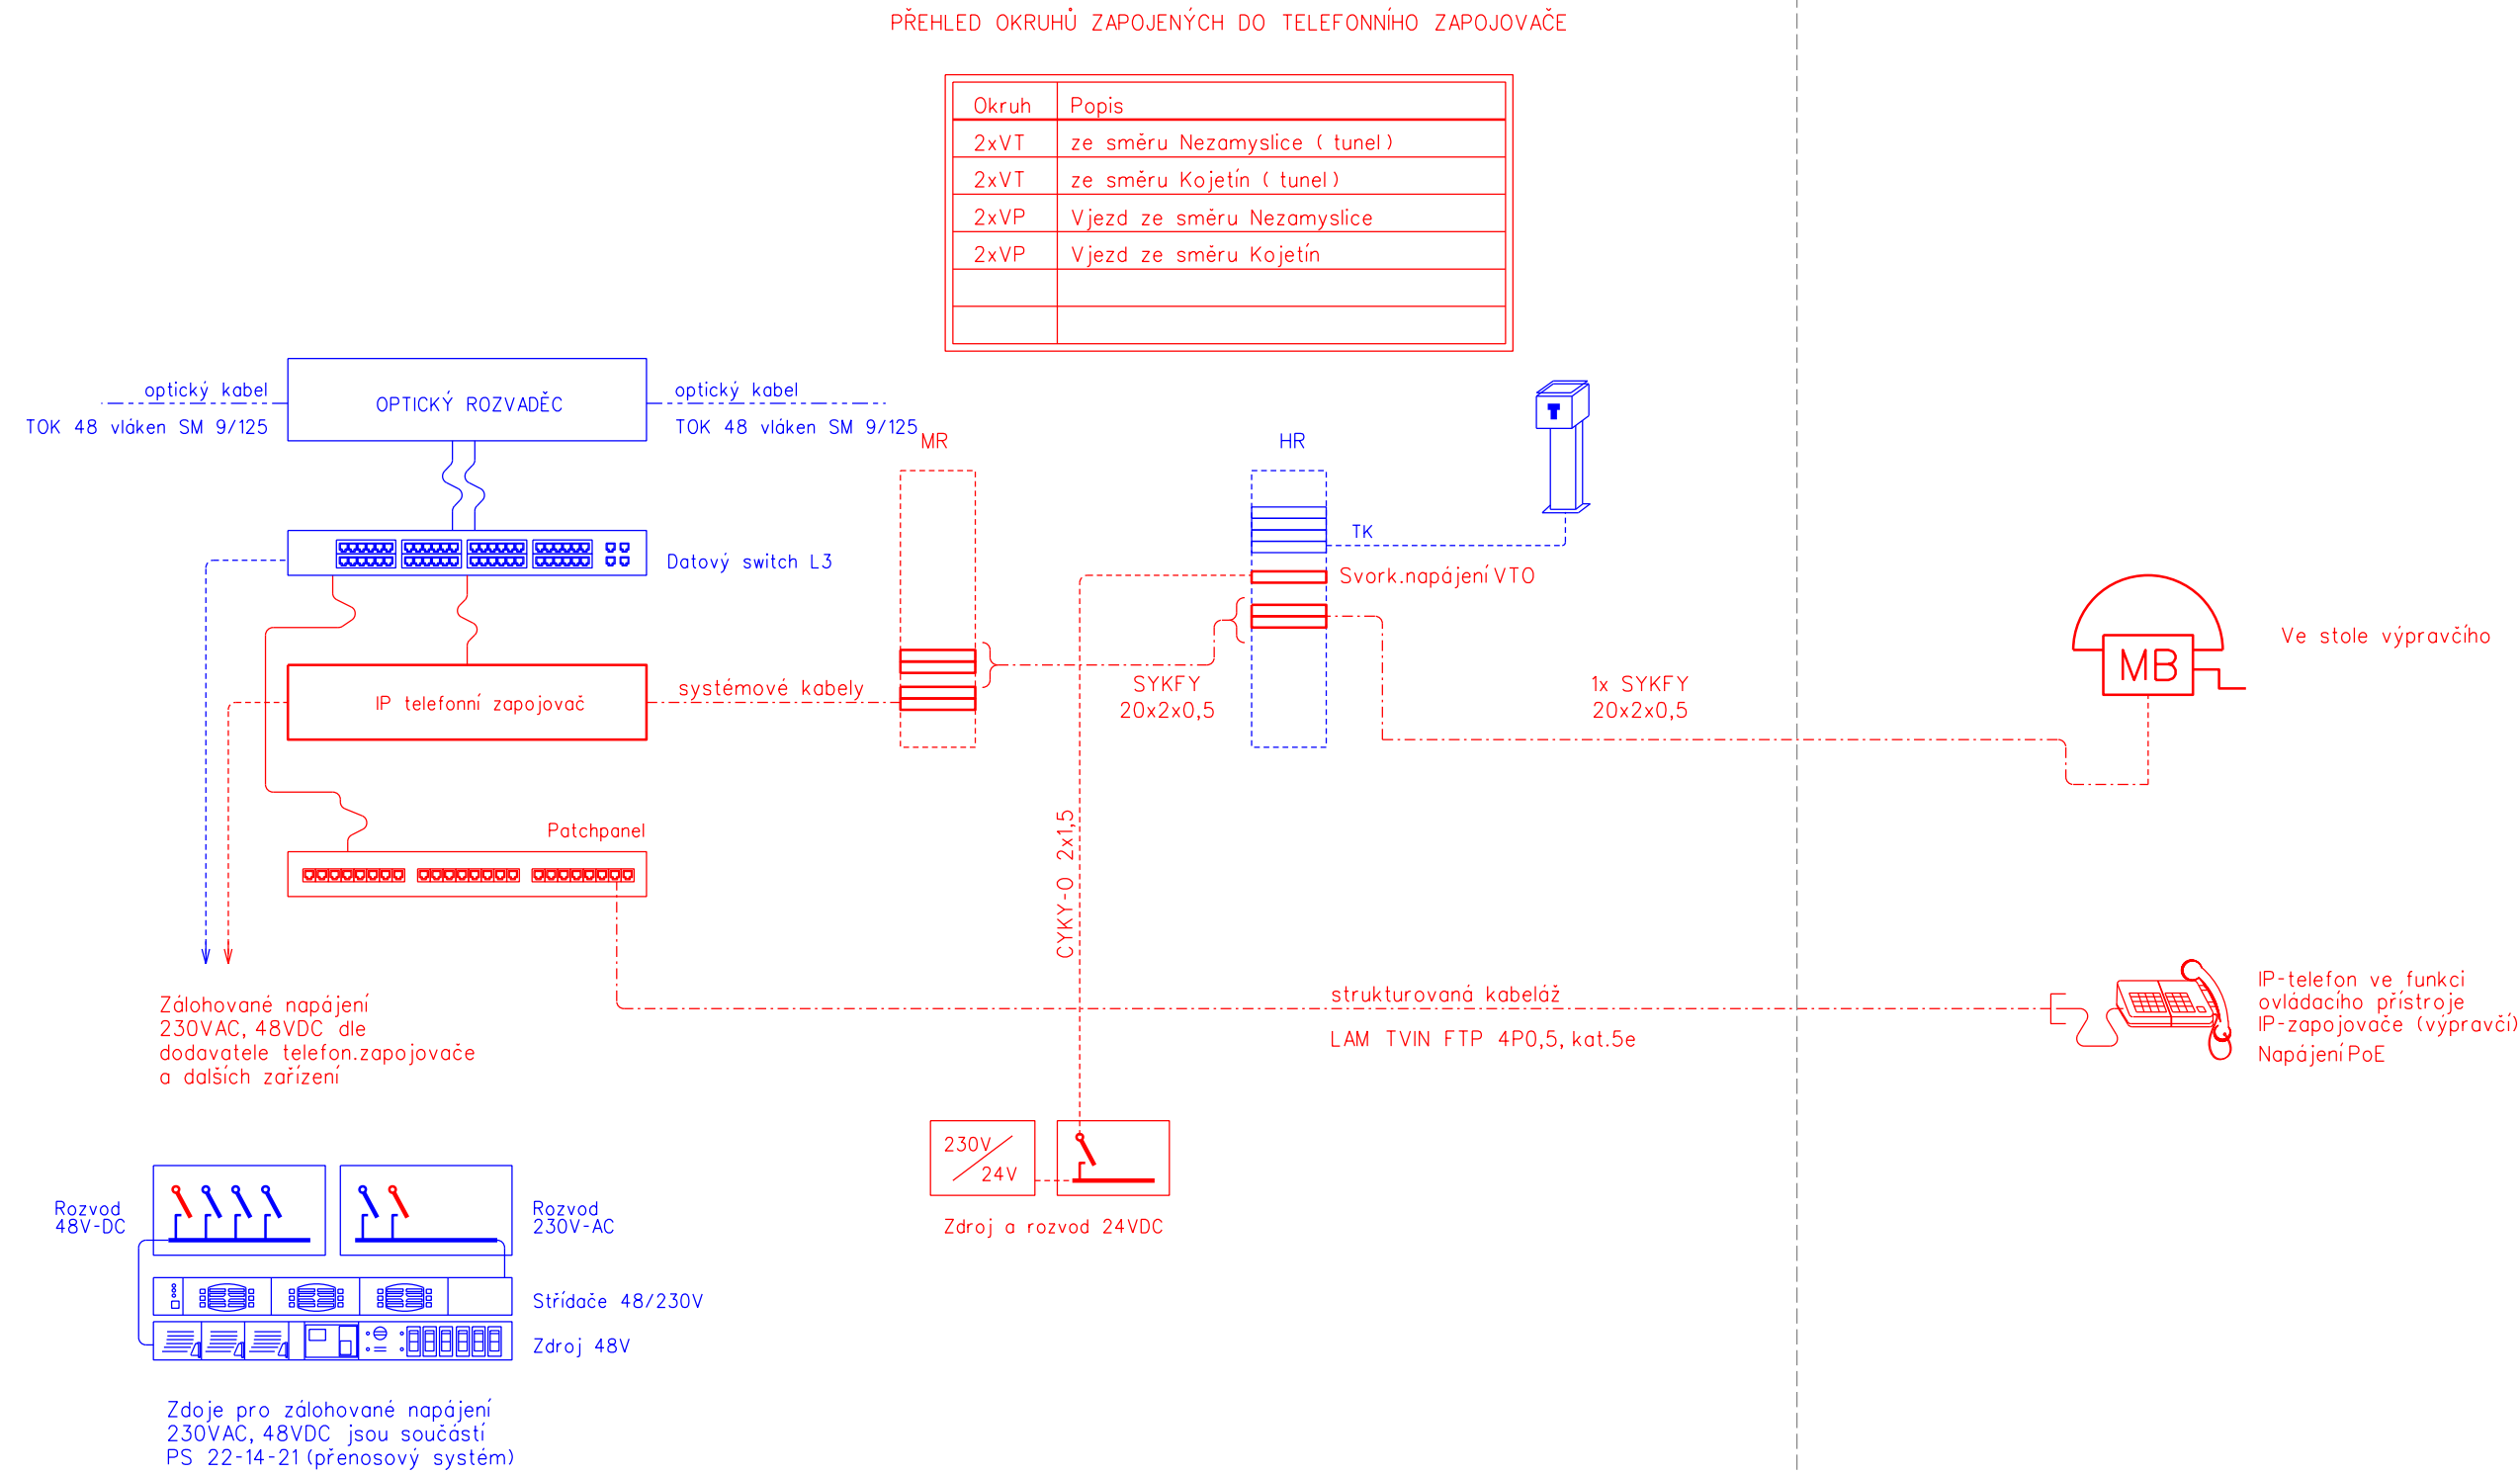 PŘEHLED OKRUHŮ ZAPOJENÝCH DO TELEFONNÍHO ZAPOJOVAČE
Okruh Popis
2xVT ze směru Nezamyslice ( tunel )
2xVT ze směru Kojetín ( tunel )
2xVP Vjezd ze směru Nezamyslice
2xVP Vjezd ze směru Kojetín
optický kabel
TOK 48 vláken SM 9/125
OPTICKÝ ROZVADĚC
optický kabel
TOK 48 vláken SM 9/125
MR
HR
T
TK
Datový switch L3
Svork.napájení VTO
IP telefonní zapojovač
systémové kabely
SYKFY
20x2x0,5
1x SYKFY
20x2x0,5
MB
Ve stole výpravčího
Patchpanel
CYKY-O 2x1,5
Zálohované napájení
230VAC, 48VDC dle
dodavatele telefon.zapojovače
a dalších zařízení
strukturovaná kabeláž
LAM TVIN FTP 4P0,5, kat.5e
IP-telefon ve funkci
ovládacího přístroje
IP-zapojovače (výpravčí)
Napájení PoE
230V
24V
Zdroj a rozvod 24VDC
Rozvod
48V-DC
Rozvod
230V-AC
Střídače 48/230V
Zdroj 48V
Zdoje pro zálohované napájení
230VAC, 48VDC jsou součástí
PS 22-14-21 (přenosový systém)